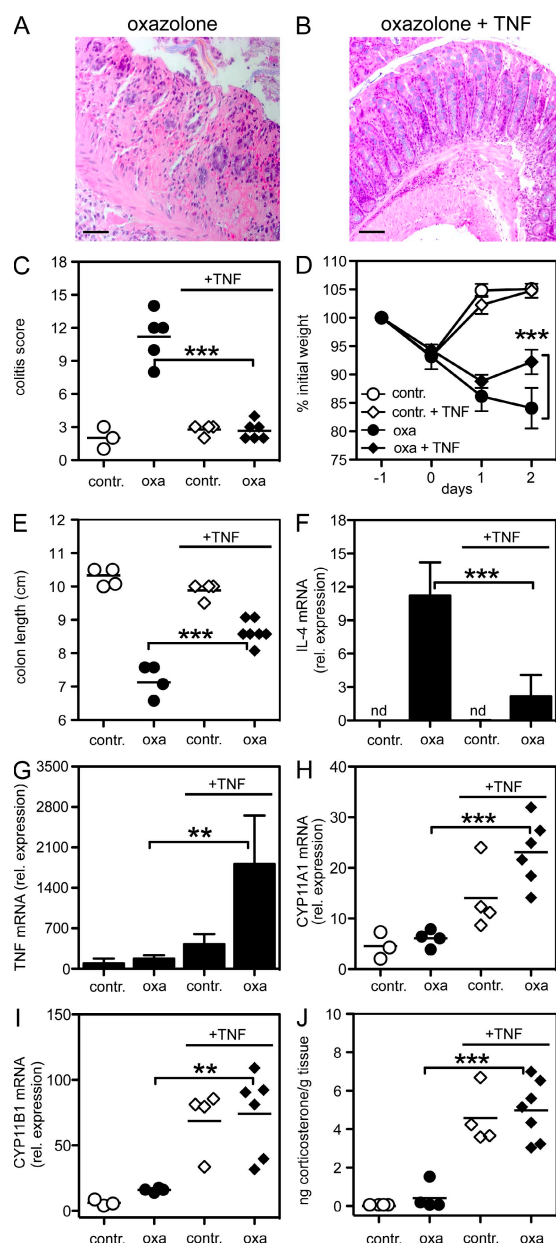 A oxazolone
B oxazolone + TNF
C
+TNF
colitis score
15
12
9
6
3
0
***
contr. oxa contr. oxa
D
% initial weight
105
100
95
90
85
80
***
contr.
contr. + TNF
oxa
oxa + TNF
-1 0 1 2
days
E
+TNF
colon length (cm)
12
11
10
9
8
7
6
***
contr. oxa contr. oxa
F
+TNF
IL-4 mRNA
(rel. expression)
18
15
12
9
6
3
0
***
nd nd
contr. oxa contr. oxa
G
+TNF
TNF mRNA (rel. expression)
3500
2800
2100
1400
700
0
**
contr. oxa contr. oxa
H
+TNF
CYP11A1 mRNA
(rel. expression)
40
30
20
10
0
***
contr. oxa contr. oxa
I
+TNF
CYP11B1 mRNA
(rel. expression)
150
100
50
0
**
contr. oxa contr. oxa
J
+TNF
ng corticosterone/g tissue
10
8
6
4
2
0
***
contr. oxa contr. oxa